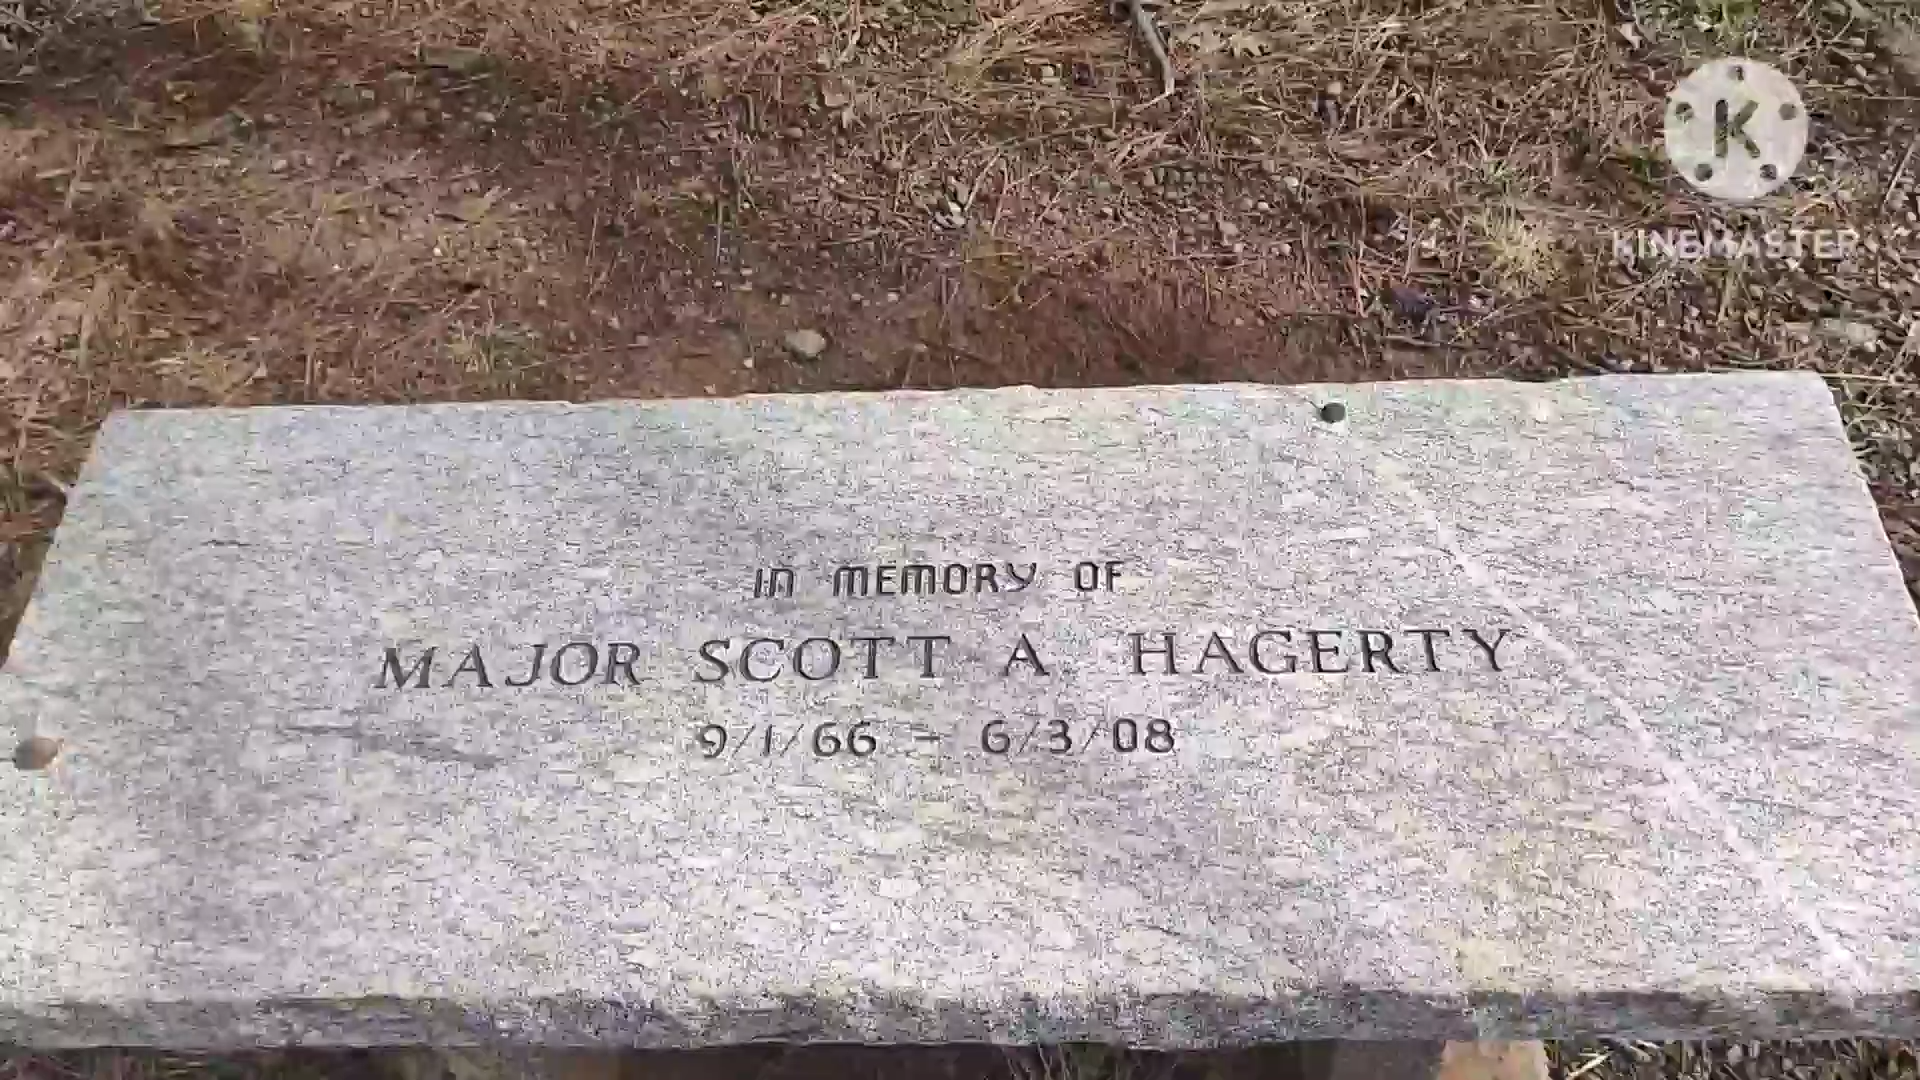 K
KINEMASTER
IN MEMORY OF
MAJOR SCOTT A HAGERTY
9/1/66 - 6/3/08